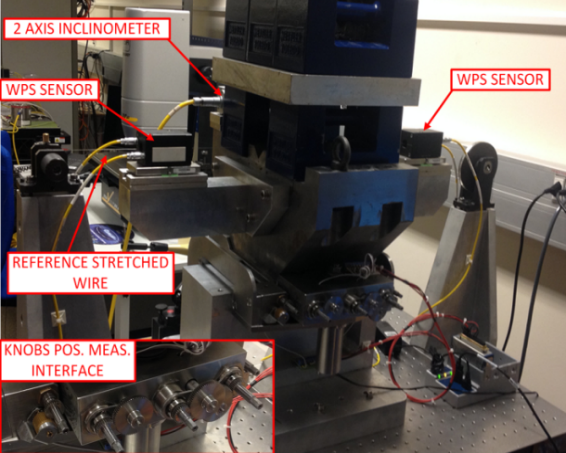 2 AXIS INCLINOMETER
WPS SENSOR
WPS SENSOR
REFERENCE STRETCHED
WIRE
KNOBS POS. MEAS.
INTERFACE